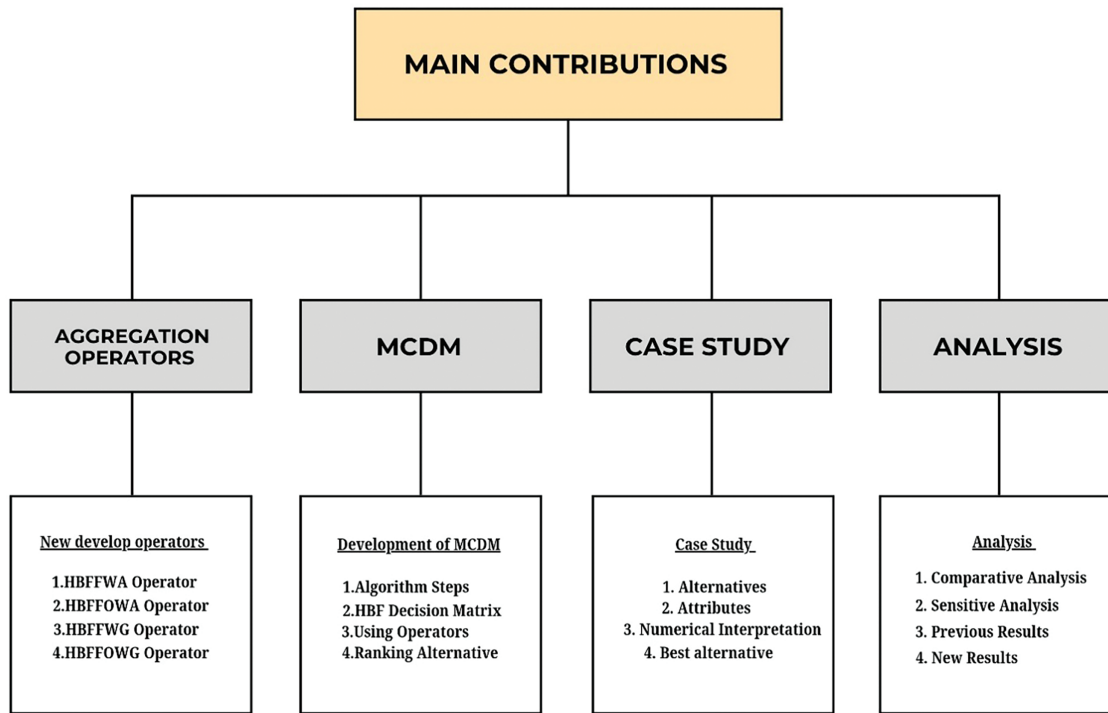 MAIN CONTRIBUTIONS
AGGREGATION
OPERATORS
MCDM
CASE STUDY
ANALYSIS
New develop operators
1.HBFFWA Operator
2.HBFFOWA Operator
3.HBFFWG Operator
4.HBFFOWG Operator
Development of MCDM
1.Algorithm Steps
2.HBF Decision Matrix
3.Using Operators
4.Ranking Alternative
Case Study
1. Alternatives
2. Attributes
3. Numerical Interpretation
4. Best alternative
Analysis
1. Comparative Analysis
2. Sensitive Analysis
3. Previous Results
4. New Results